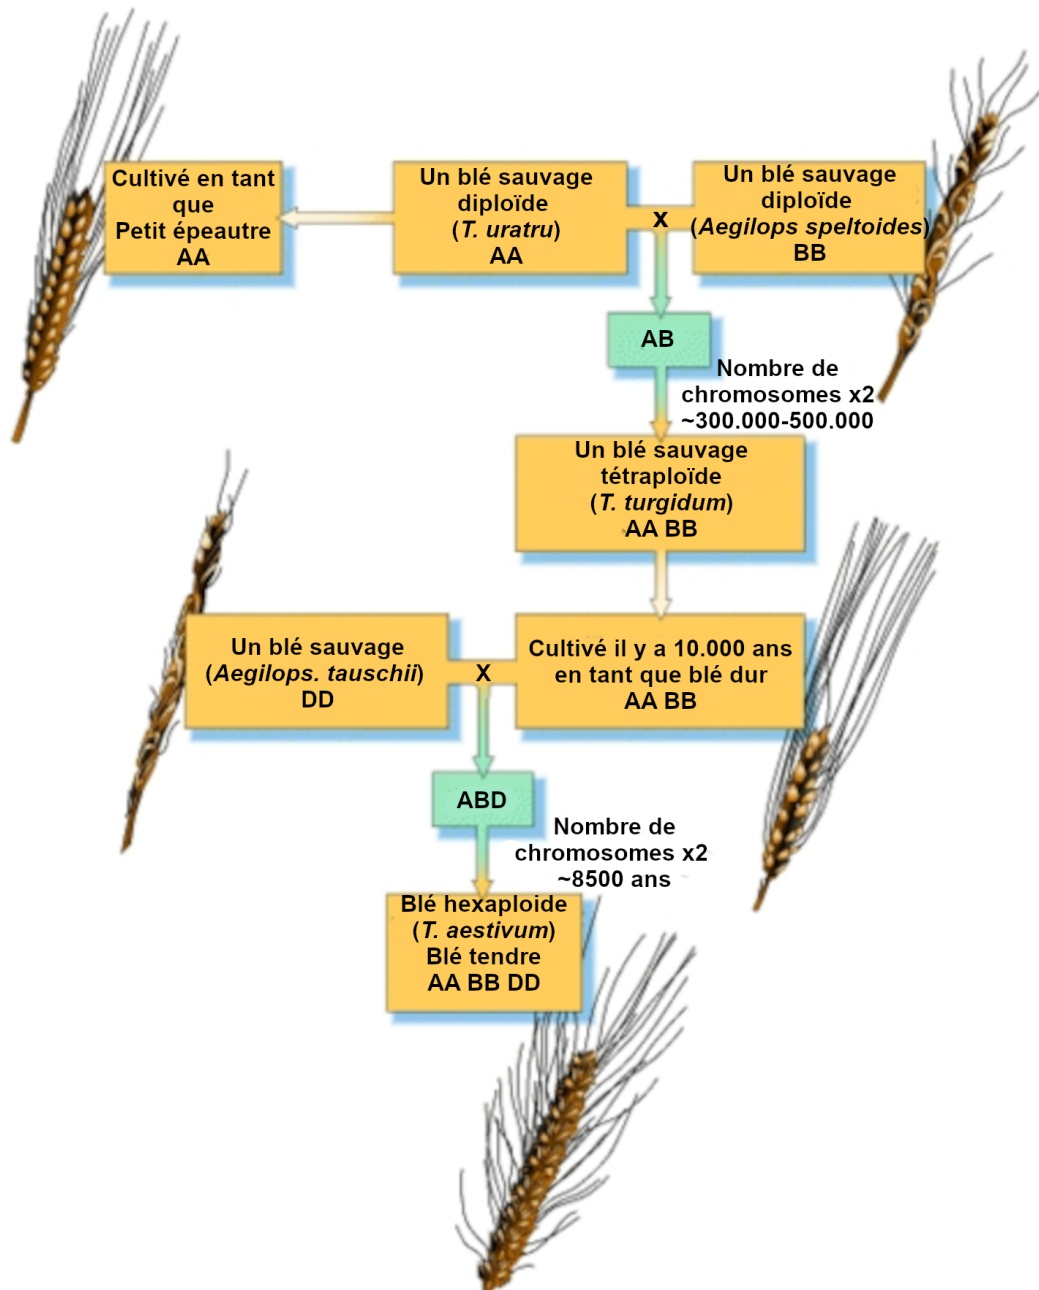 Cultivé en tant
que
Petit épeautre
AA
Un blé sauvage
diploïde
(T. uratru)
AA
x
Un blé sauvage
diploïde
(Aegilops speltoides)
BB
AB
Nombre de
chromosomes x2
~300.000-500.000
Un blé sauvage
tétraploïde
(T. turgidum)
AA BB
Un blé sauvage
(Aegilops. tauschii)
DD
x
Cultivé il y a 10.000 ans
en tant que blé dur
AA BB
ABD
Nombre de
chromosomes x2
~8500 ans
Blé hexaploide
(T. aestivum)
Blé tendre
AA BB DD